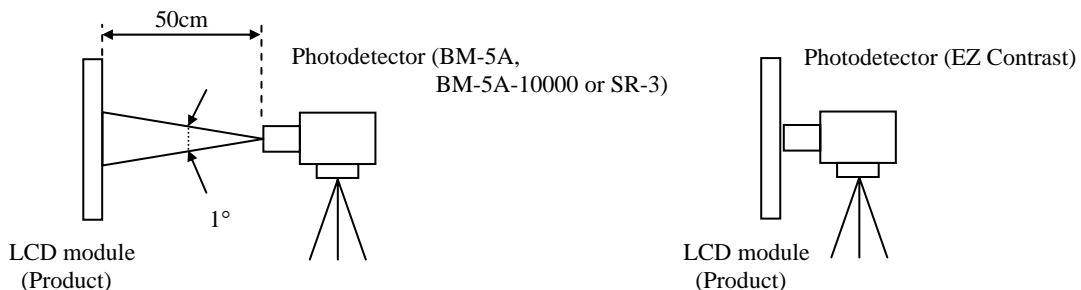 50cm
Photodetector (BM-5A,
BM-5A-10000 or SR-3)
1°
LCD module
(Product)
Photodetector (EZ Contrast)
LCD module
(Product)